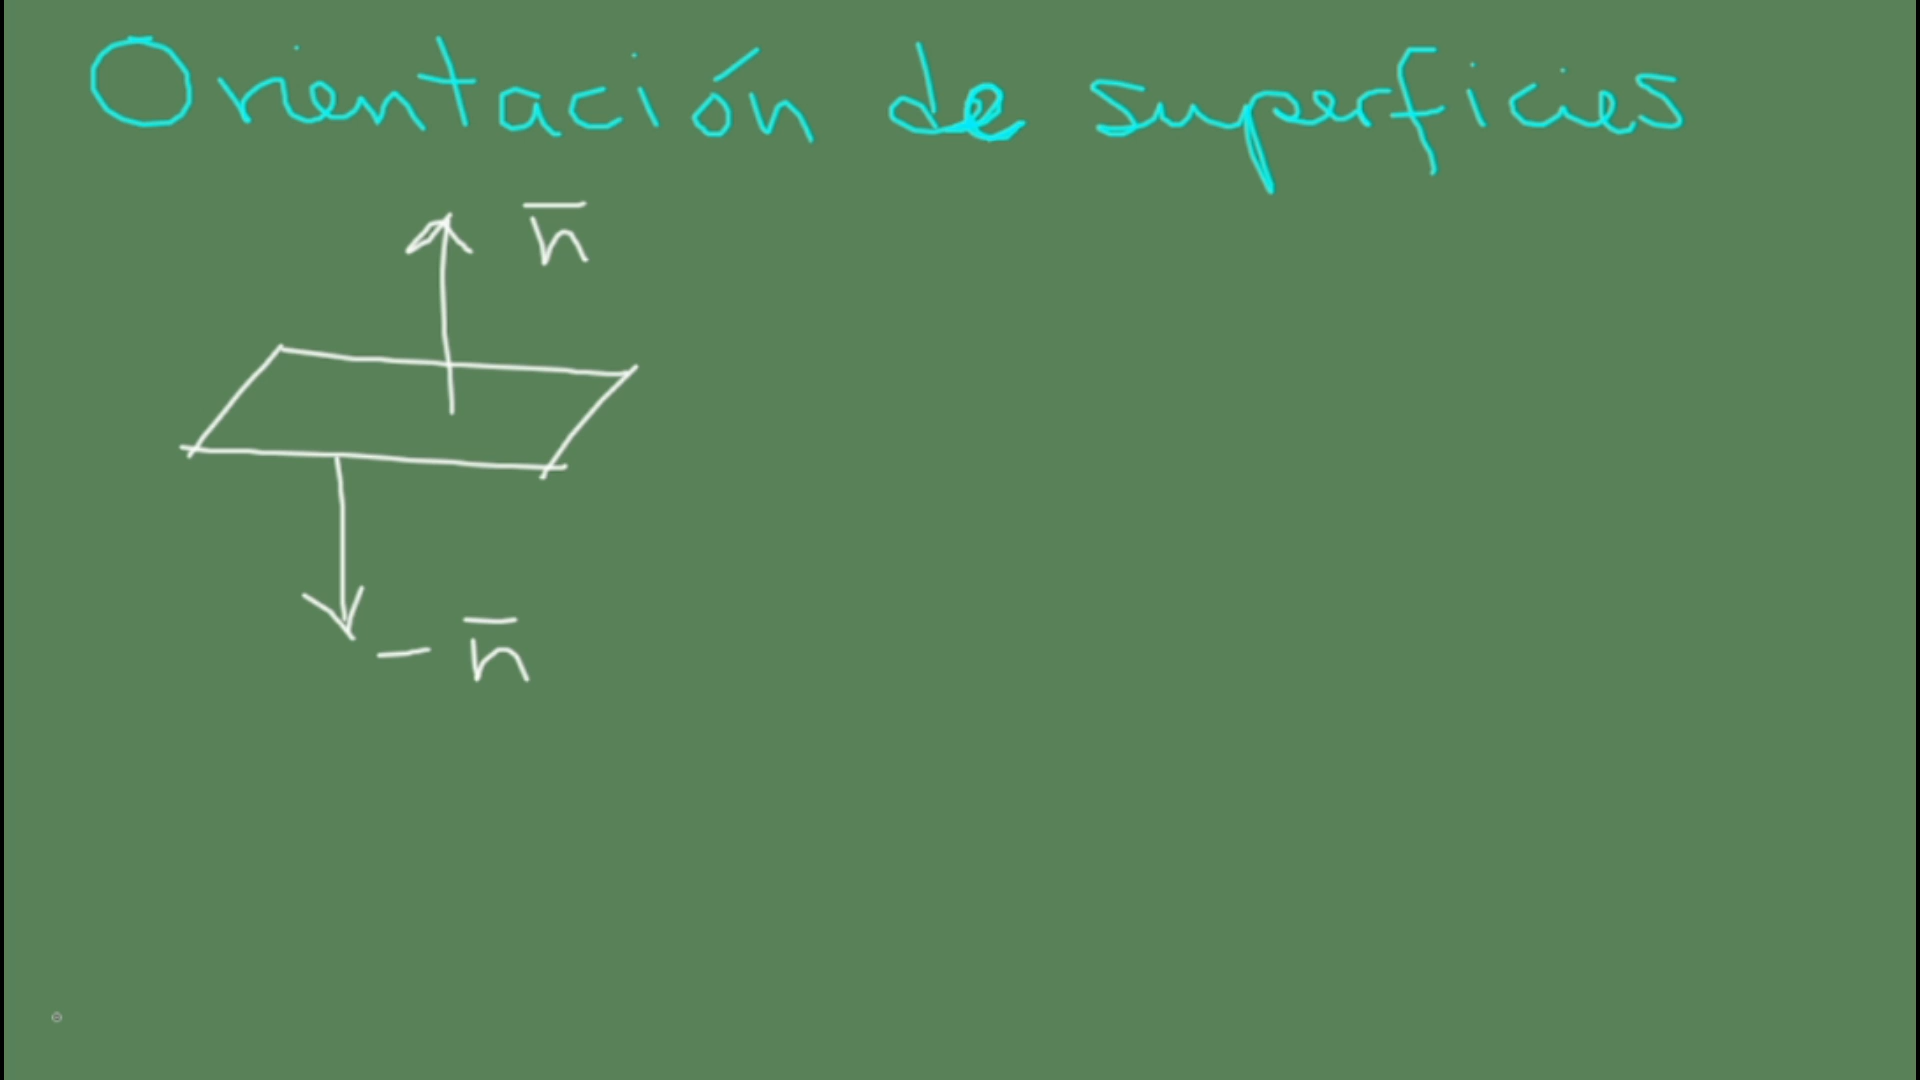 Orientación de superficies
n̅
- n̅